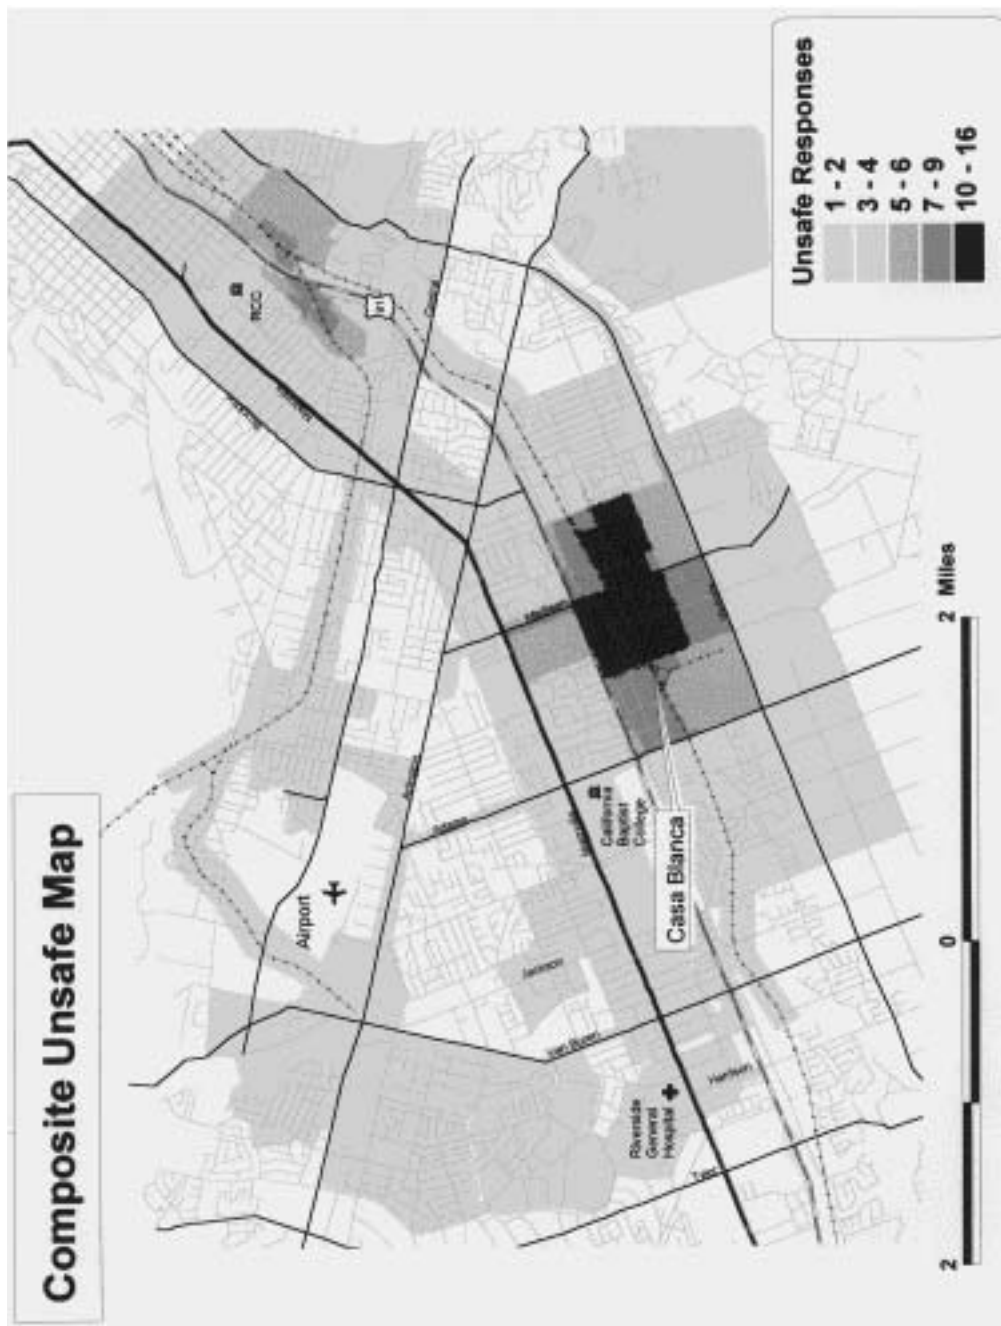 Composite Unsafe Map
Unsafe Responses
1 - 2
3 - 4
5 - 6
7 - 9
10 - 16
RCC
91
Airport
Madison
California
Baptist
College
Casa Blanca
Jackson
Van Buren
Harrison
Riverside
General
Hospital
Tyler
2
0
2 Miles